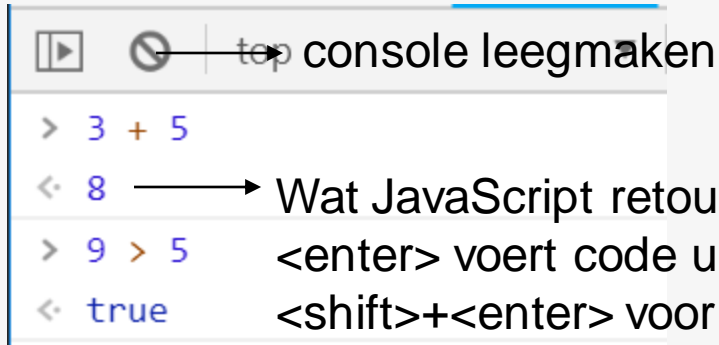 top console leegmaken
> 3 + 5
8 Wat JavaScript retou
> 9 > 5 <enter> voert code u
true <shift>+<enter> voor